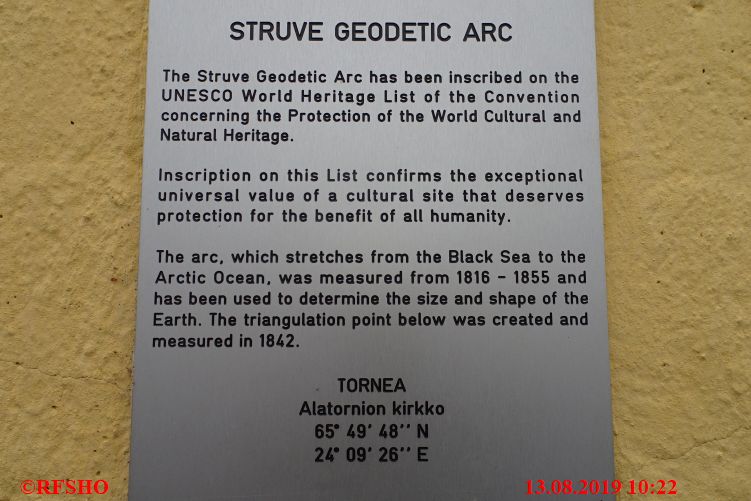 STRUVE GEODETIC ARC
The Struve Geodetic Arc has been inscribed on the
UNESCO World Heritage List of the Convention
concerning the Protection of the World Cultural and
Natural Heritage.
Inscription on this List confirms the exceptional
universal value of a cultural site that deserves
protection for the benefit of all humanity.
The arc, which stretches from the Black Sea to the
Arctic Ocean, was measured from 1816 - 1855 and
has been used to determine the size and shape of the
Earth. The triangulation point below was created and
measured in 1842.
TORNEA
Alatornion kirkko
65° 49' 48'' N
24° 09' 26'' E
©RFSHO
13.08.2019 10:22